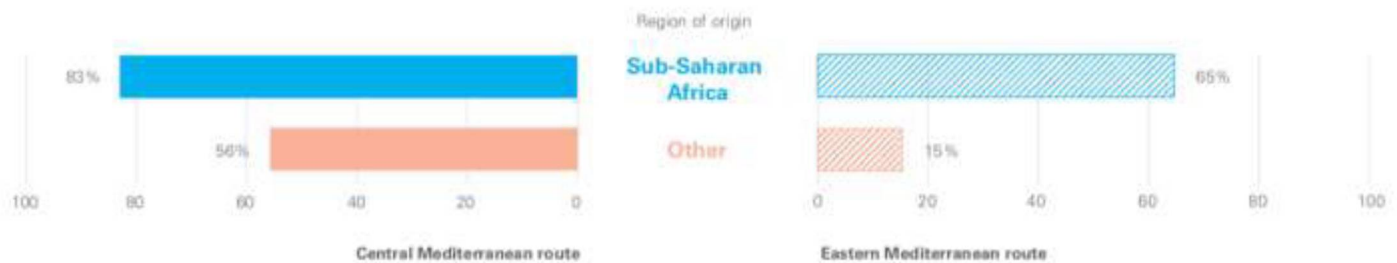 Region of origin
83%
Sub-Saharan
Africa
65%
56%
Other
15%
100 80 60 40 20 0
0 20 40 60 80 100
Central Mediterranean route
Eastern Mediterranean route